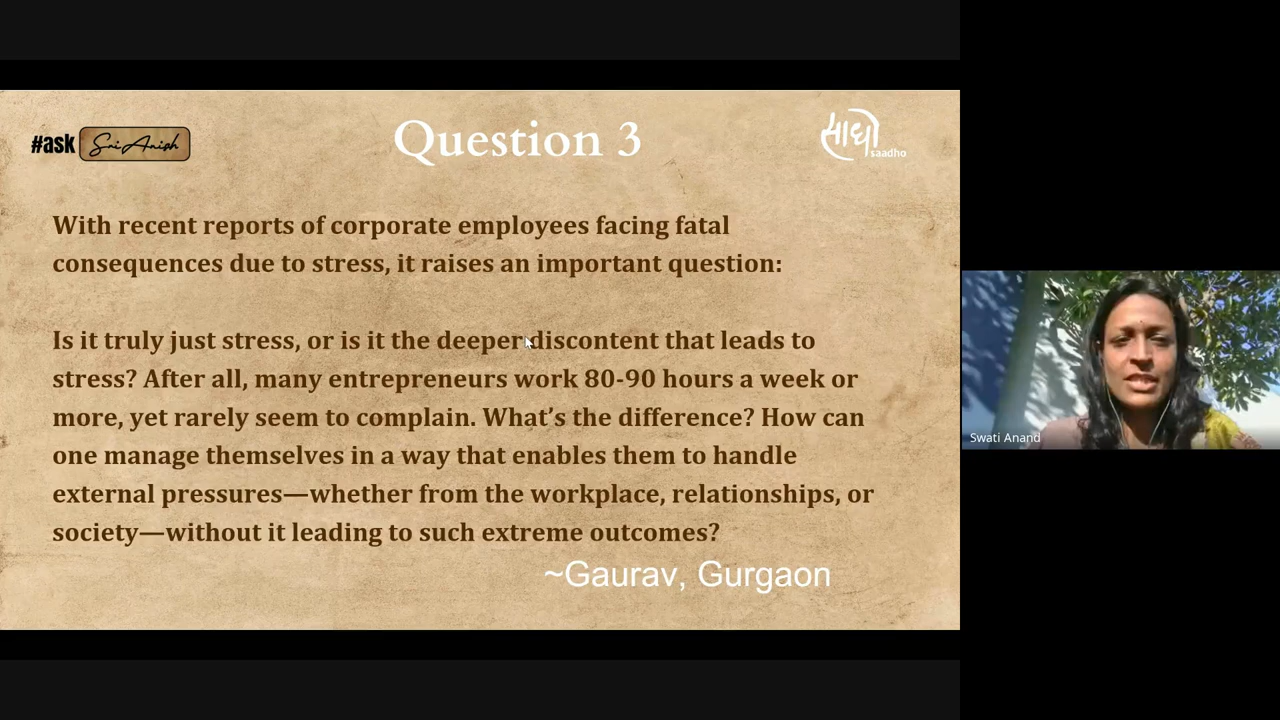 #ask Sri Anish
Question 3
साधो
saadho
With recent reports of corporate employees facing fatal
consequences due to stress, it raises an important question:
Is it truly just stress, or is it the deeper discontent that leads to
stress? After all, many entrepreneurs work 80-90 hours a week or
more, yet rarely seem to complain. What’s the difference? How can
one manage themselves in a way that enables them to handle
external pressures—whether from the workplace, relationships, or
society—without it leading to such extreme outcomes?
~Gaurav, Gurgaon
Swati Anand